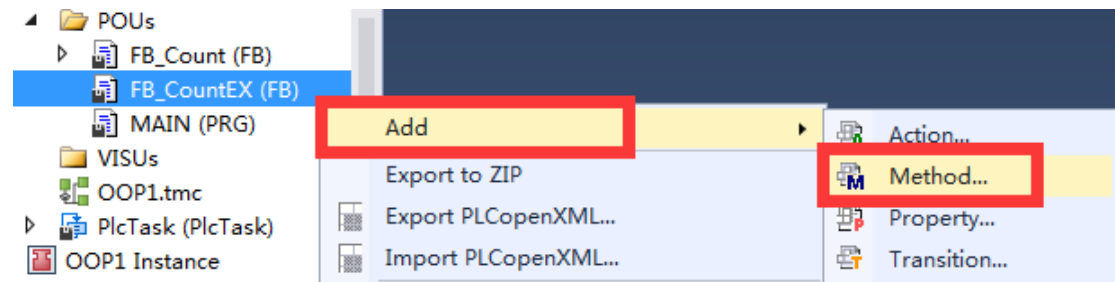 POUs
FB_Count (FB)
FB_CountEX (FB)
MAIN (PRG)
VISUs
OOP1.tmc
PlcTask (PlcTask)
OOP1 Instance
Add
Export to ZIP
Export PLCopenXML...
Import PLCopenXML...
Action...
Method...
Property...
Transition...